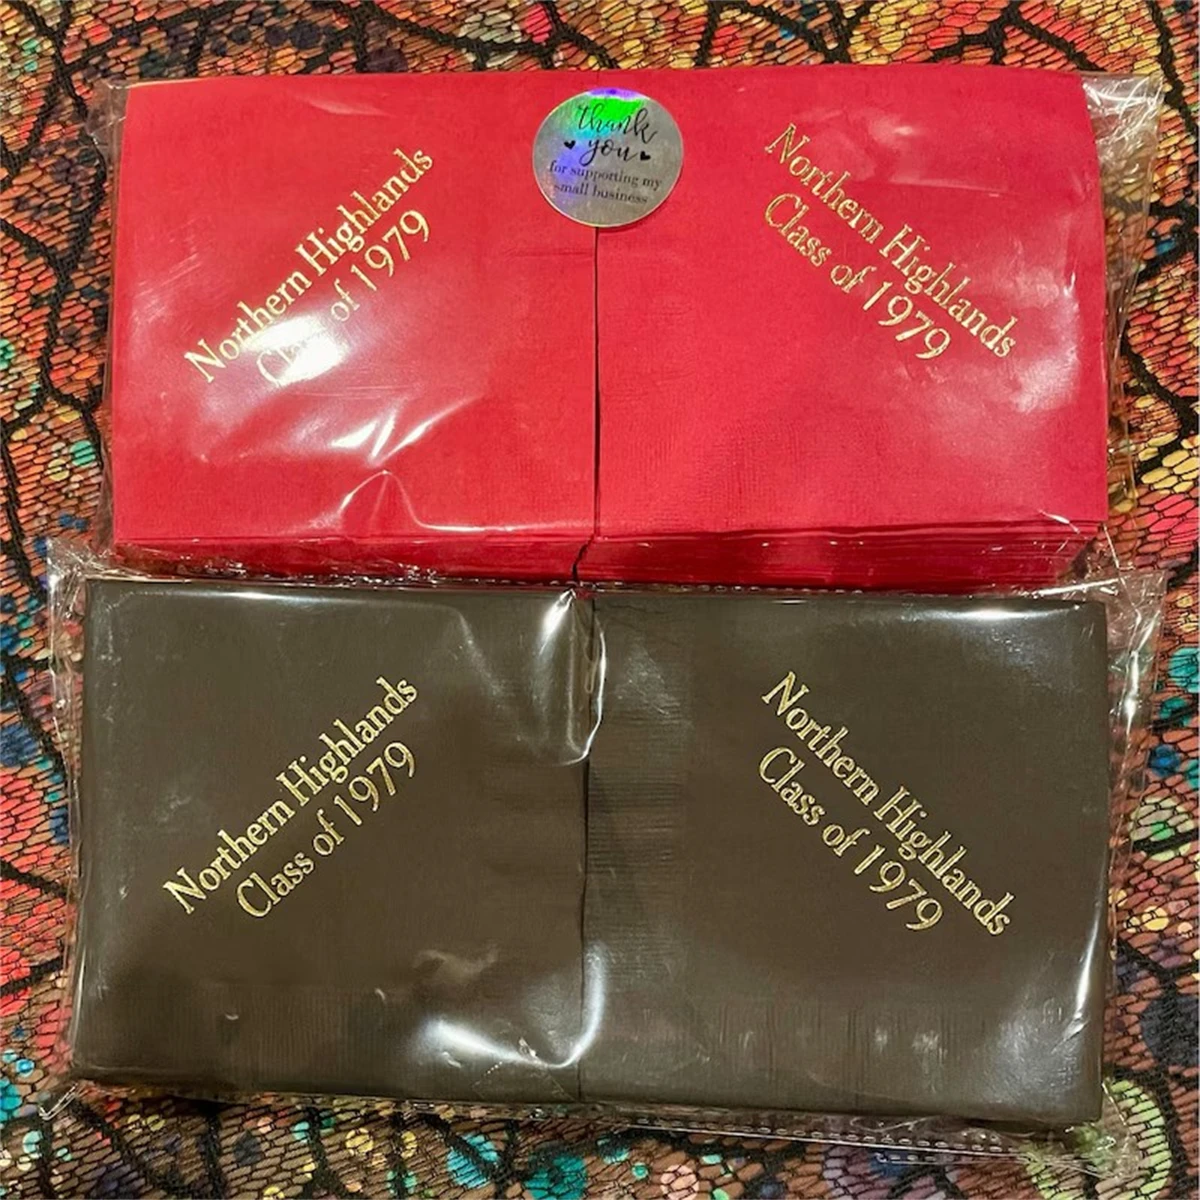 thank
you
for supporting my
small business
Northern Highlands
Class of 1979
Northern Highlands
Class of 1979
Northern Highlands
Class of 1979
Northern Highlands
Class of 1979